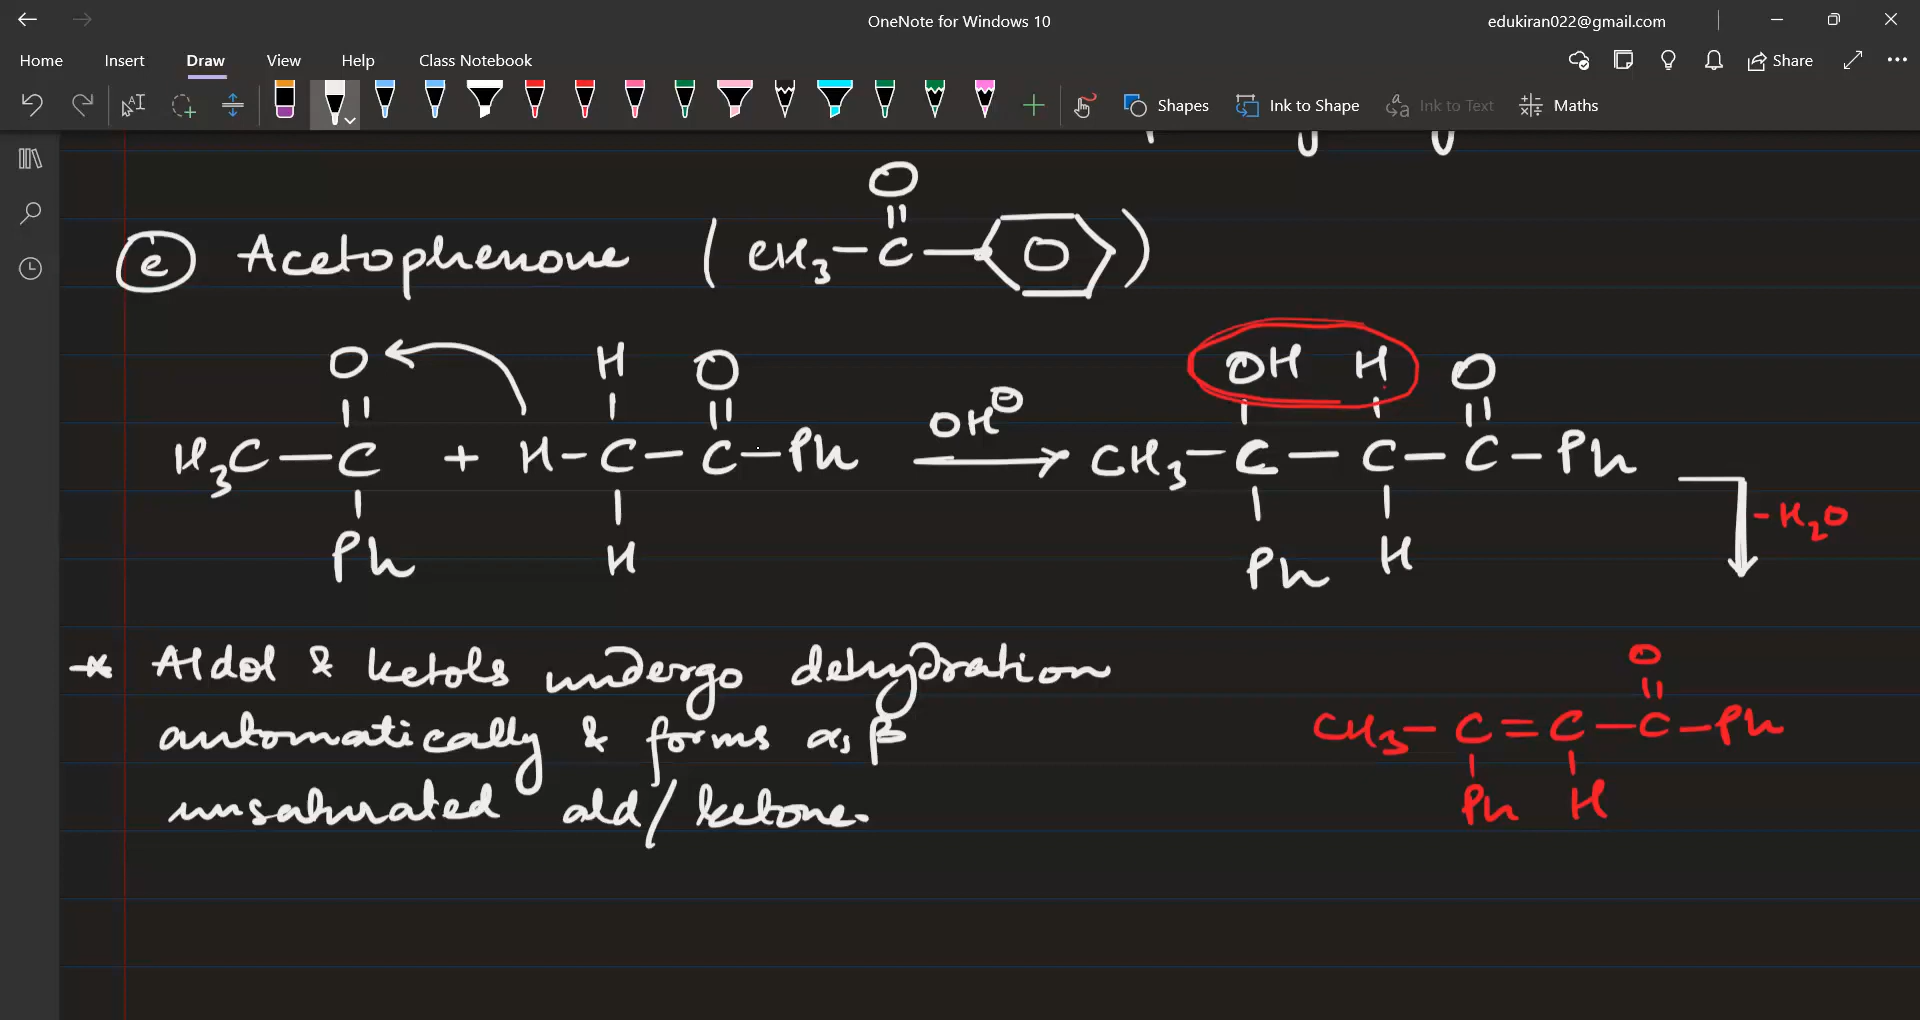 OneNote for Windows 10
edukiran022@gmail.com
Home Insert Draw View Help Class Notebook Share
Shapes Ink to Shape Ink to Text Maths
O
||
(e) Acetophenone (CH₃–C–⌬)
O H O OH H O
|| | || | | ||
H₃C–C + H–C–C–Ph OH⊖ → CH₃–C–C–C–Ph
| | | | -H₂O
Ph H Ph H
* Aldol & ketols undergo dehydration
automatically & forms α, β
unsaturated ald/ketone.
O
||
CH₃–C=C–C–Ph
| |
Ph H